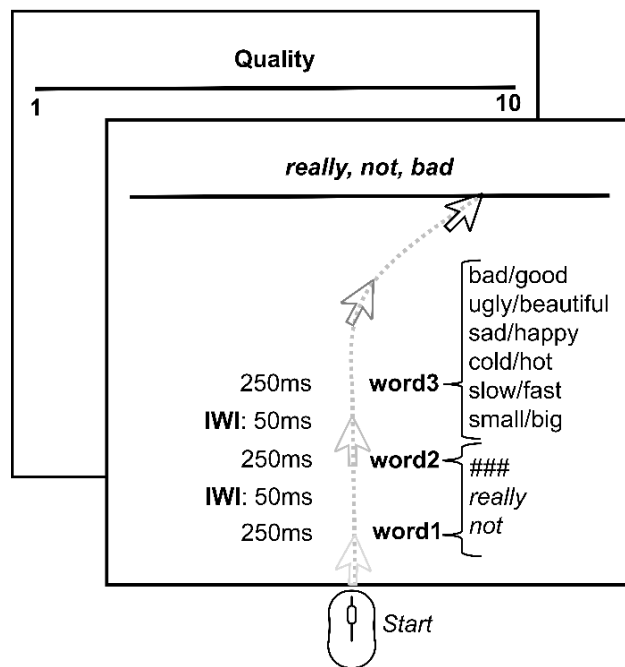 Quality
1 10
really, not, bad
bad/good
ugly/beautiful
sad/happy
cold/hot
250ms word3 slow/fast
IWI: 50ms small/big
250ms word2 ###
IWI: 50ms really
250ms word1 not
Start